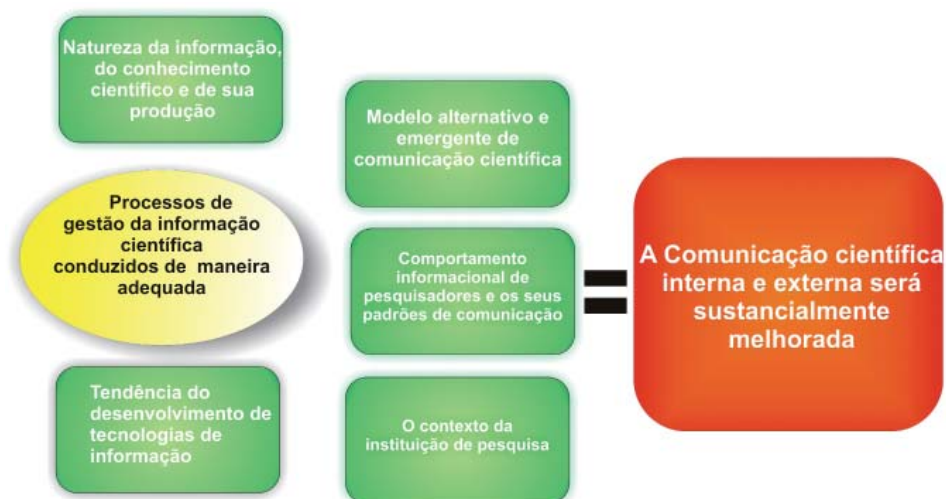 Natureza da informação,
do conhecimento
científico e de sua
produção
Processos de
gestão da informação
científica
conduzidos de maneira
adequada
Tendência do
desenvolvimento de
tecnologias de
informação
Modelo alternativo e
emergente de
comunicação científica
Comportamento
informacional de
pesquisadores e os seus
padrões de comunicação
O contexto da
instituição de pesquisa
=
A Comunicação científica
interna e externa será
sustancialmente
melhorada